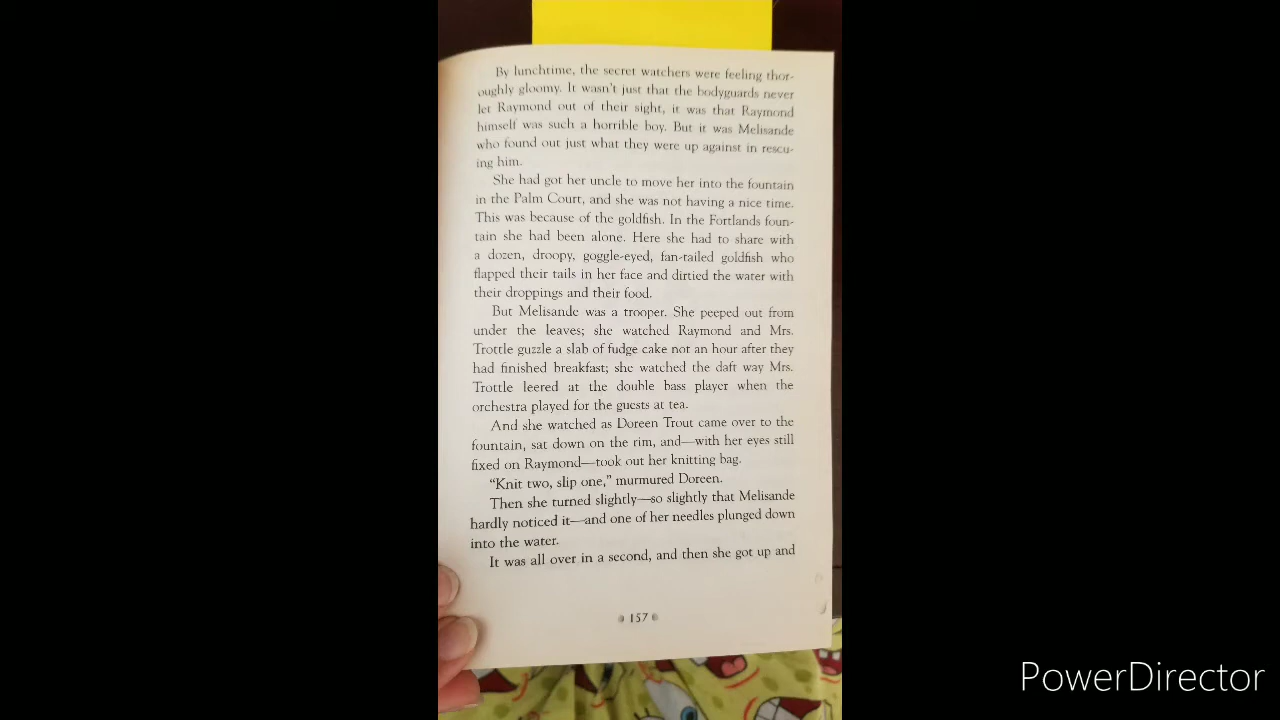 By lunchtime, the secret watchers were feeling thor-
oughly gloomy. It wasn't just that the bodyguards never
let Raymond out of their sight, it was that Raymond
himself was such a horrible boy. But it was Melisande
who found out just what they were up against in rescu-
ing him.
She had got her uncle to move her into the fountain
in the Palm Court, and she was not having a nice time.
This was because of the goldfish. In the Fortlands foun-
tain she had been alone. Here she had to share with
a dozen, droopy, goggle-eyed, fan-tailed goldfish who
flapped their tails in her face and dirtied the water with
their droppings and their food.
But Melisande was a trooper. She peeped out from
under the leaves; she watched Raymond and Mrs.
Trottle guzzle a slab of fudge cake not an hour after they
had finished breakfast; she watched the daft way Mrs.
Trottle leered at the double bass player when the
orchestra played for the guests at tea.
And she watched as Doreen Trout came over to the
fountain, sat down on the rim, and—with her eyes still
fixed on Raymond—took out her knitting bag.
"Knit two, slip one," murmured Doreen.
Then she turned slightly—so slightly that Melisande
hardly noticed it—and one of her needles plunged down
into the water.
It was all over in a second, and then she got up and
157
PowerDirector